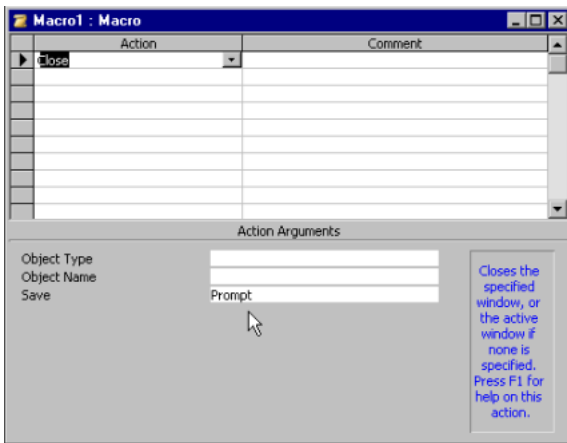 Macro1 : Macro
Action Comment
Close
Action Arguments
Object Type
Object Name
Save Prompt
Closes the
specified
window, or
the active
window if
none is
specified.
Press F1 for
help on this
action.